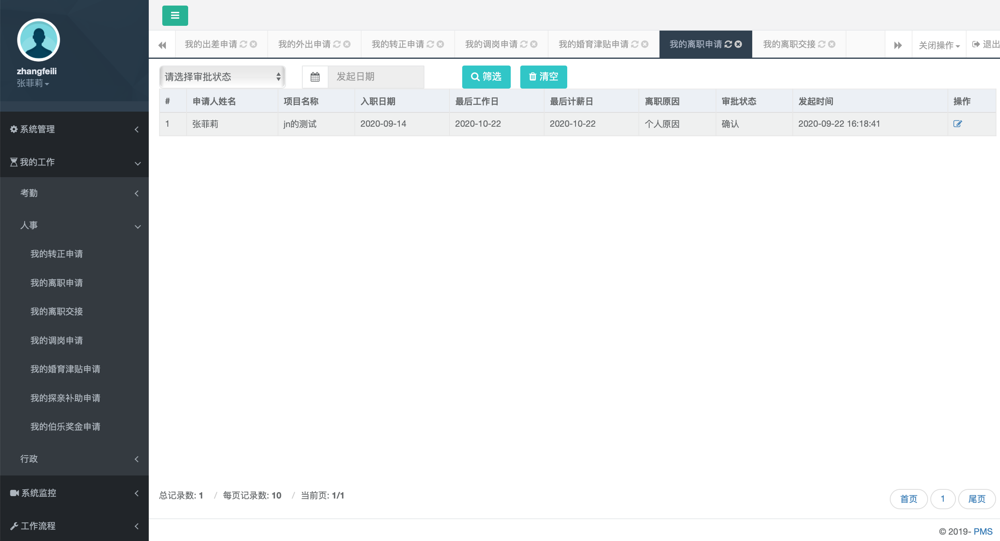 zhangfeili
张菲莉
系统管理
我的工作
考勤
人事
我的转正申请
我的离职申请
我的离职交接
我的调岗申请
我的婚育津贴申请
我的探亲补助申请
我的伯乐奖金申请
行政
系统监控
工作流程
我的出差申请 我的外出申请 我的转正申请 我的调岗申请 我的婚育津贴申请 我的离职申请 我的离职交接 关闭操作 退出
请选择审批状态 发起日期 筛选 清空
# 申请人姓名 项目名称 入职日期 最后工作日 最后计薪日 离职原因 审批状态 发起时间 操作
1 张菲莉 jn的测试 2020-09-14 2020-10-22 2020-10-22 个人原因 确认 2020-09-22 16:18:41
总记录数: 1 / 每页记录数: 10 / 当前页: 1/1 首页 1 尾页
© 2019- PMS